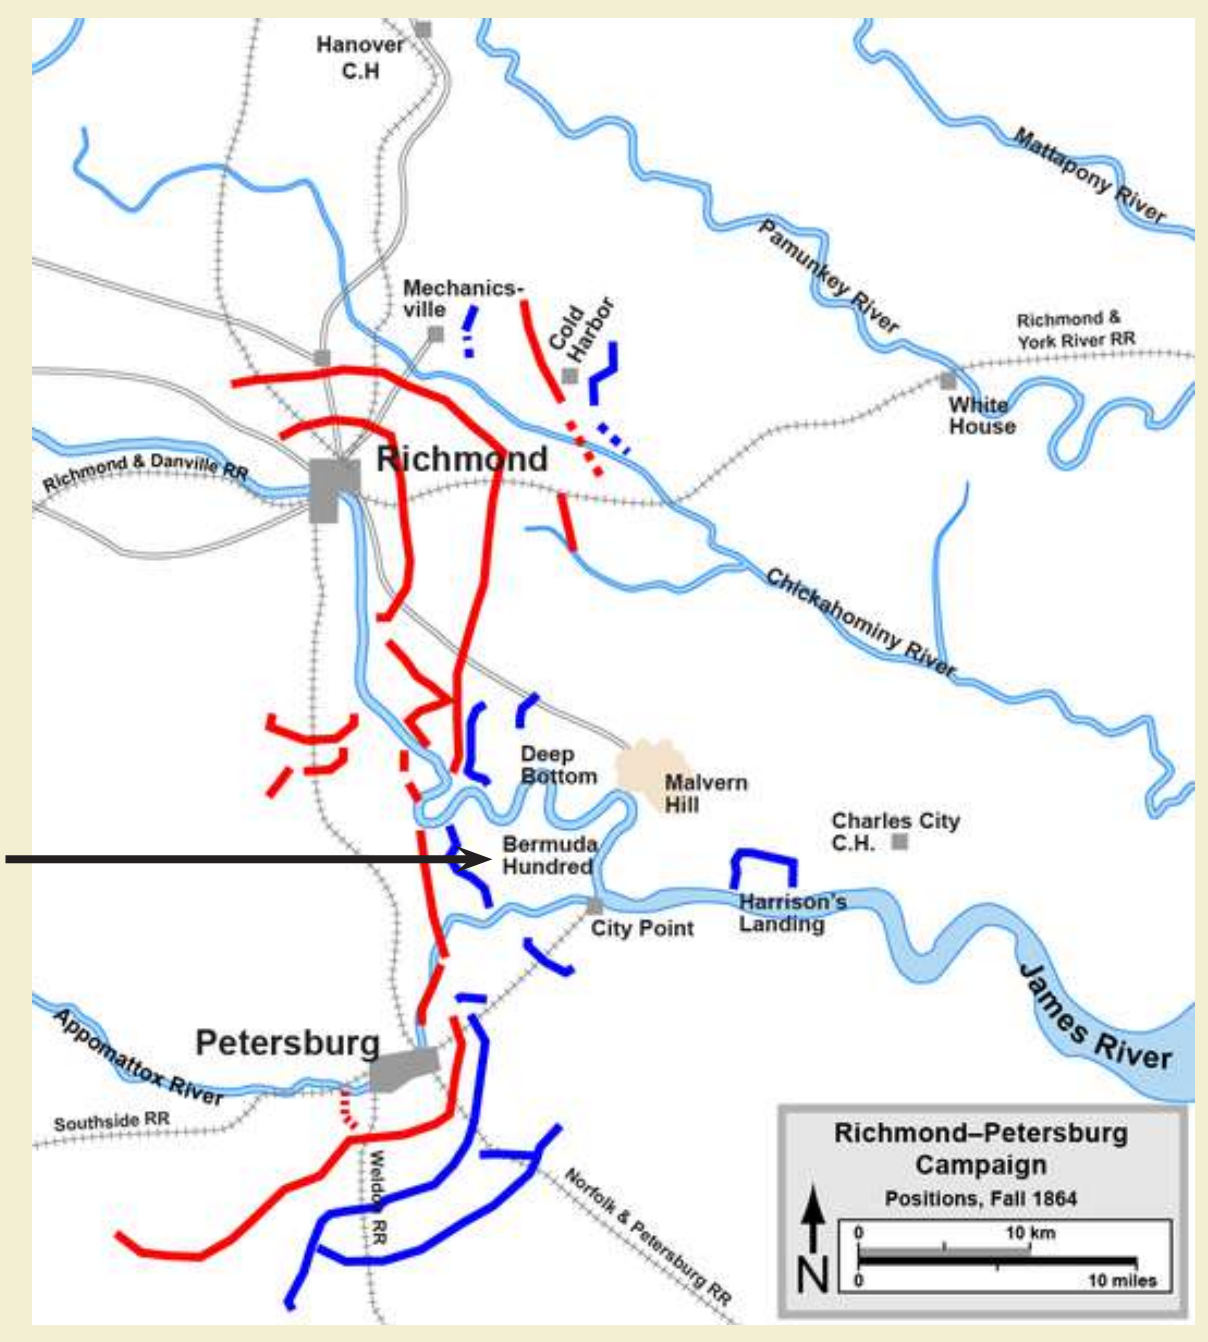 Hanover
C.H
Mattapony River
Pamunkey River
Mechanics-
ville
Cold
Harbor
Richmond &
York River RR
White
House
Richmond & Danville RR
Richmond
Chickahominy River
Deep
Bottom
Malvern
Hill
Charles City
C.H.
Bermuda
Hundred
Harrison's
Landing
City Point
James River
Petersburg
Appomattox River
Southside RR
Weldon RR
Norfolk & Petersburg RR
Richmond–Petersburg
Campaign
Positions, Fall 1864
N
0 10 km
0 10 miles